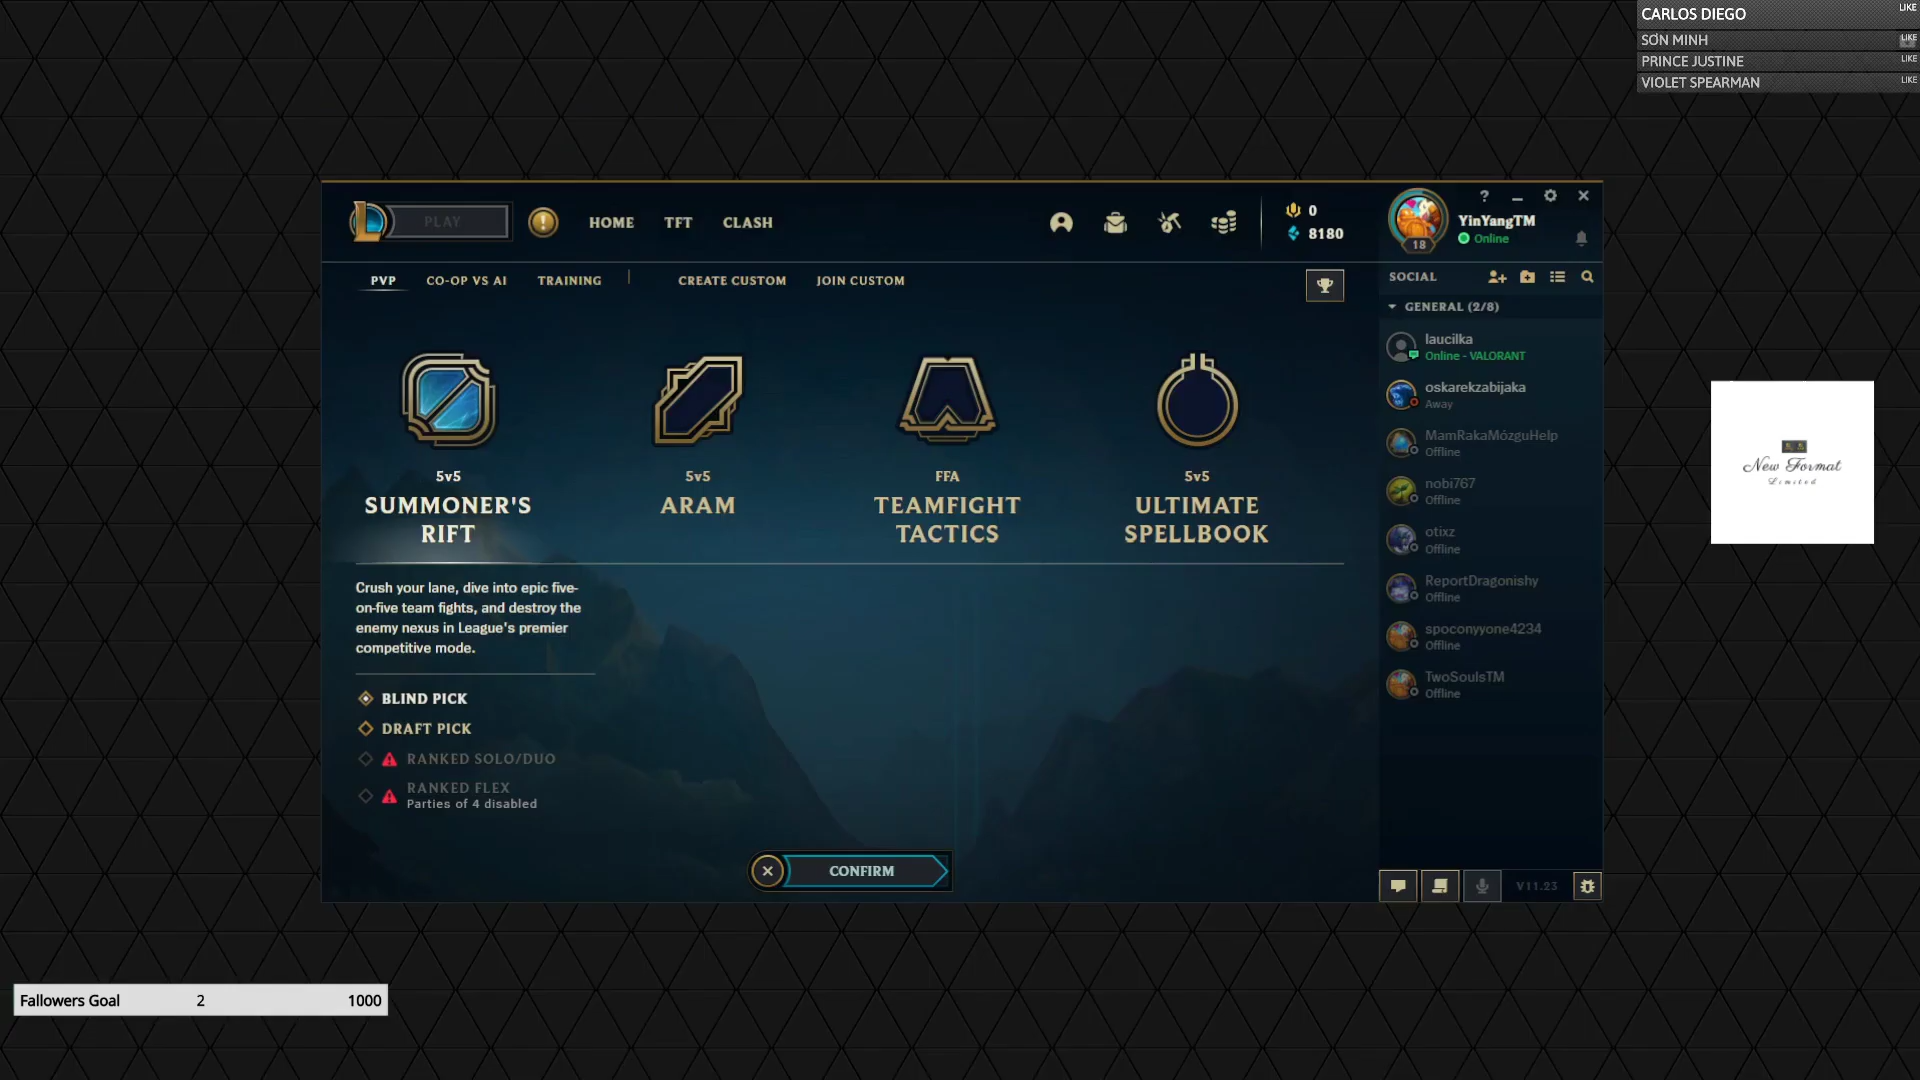 CARLOS DIEGO LIKE
SƠN MINH LIKE
PRINCE JUSTINE LIKE
VIOLET SPEARMAN LIKE
PLAY
HOME TFT CLASH
0
8180
?
YinYangTM
Online
18
PVP CO-OP VS AI TRAINING CREATE CUSTOM JOIN CUSTOM
SOCIAL
GENERAL (2/8)
laucilka
Online - VALORANT
oskarekzabijaka
Away
MamRakaMózguHelp
Offline
nobi767
Offline
otixz
Offline
ReportDragonishy
Offline
spoconyyone4234
Offline
TwoSoulsTM
Offline
5v5
SUMMONER'S
RIFT
5v5
ARAM
FFA
TEAMFIGHT
TACTICS
5v5
ULTIMATE
SPELLBOOK
Crush your lane, dive into epic five-
on-five team fights, and destroy the
enemy nexus in League's premier
competitive mode.
BLIND PICK
DRAFT PICK
RANKED SOLO/DUO
RANKED FLEX
Parties of 4 disabled
CONFIRM
V11.23
New Format
Limited
Fallowers Goal 2 1000